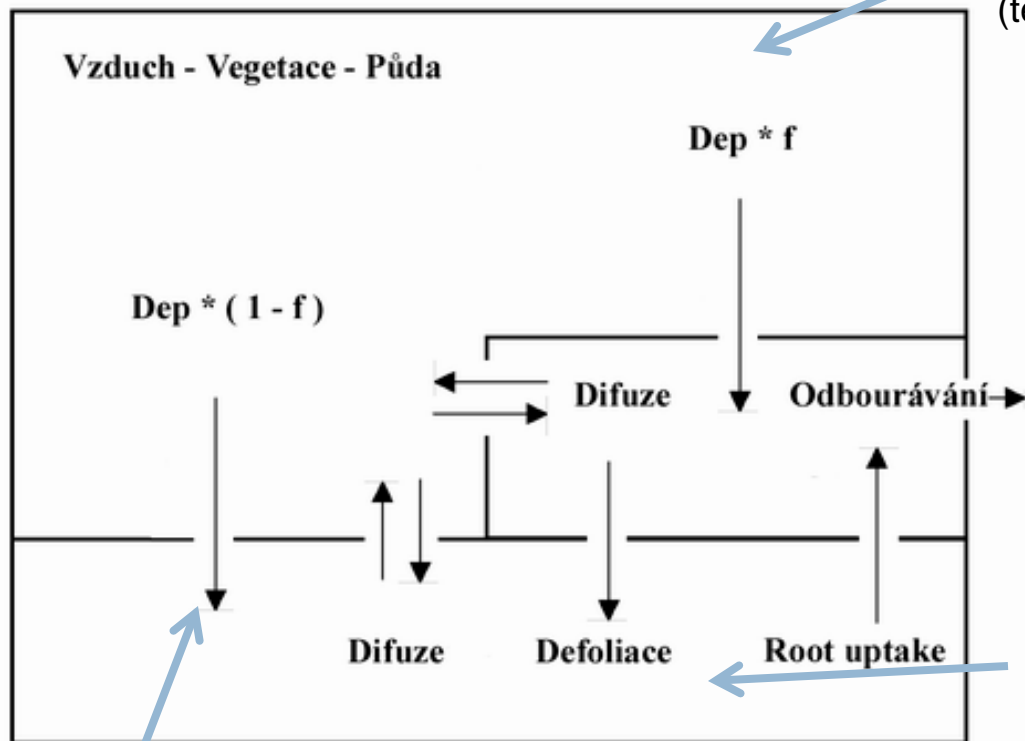 Vzduch - Vegetace - Půda
Dep * f
Dep * ( 1 - f )
Difuze
Odbourávání
Difuze
Defoliace
Root uptake